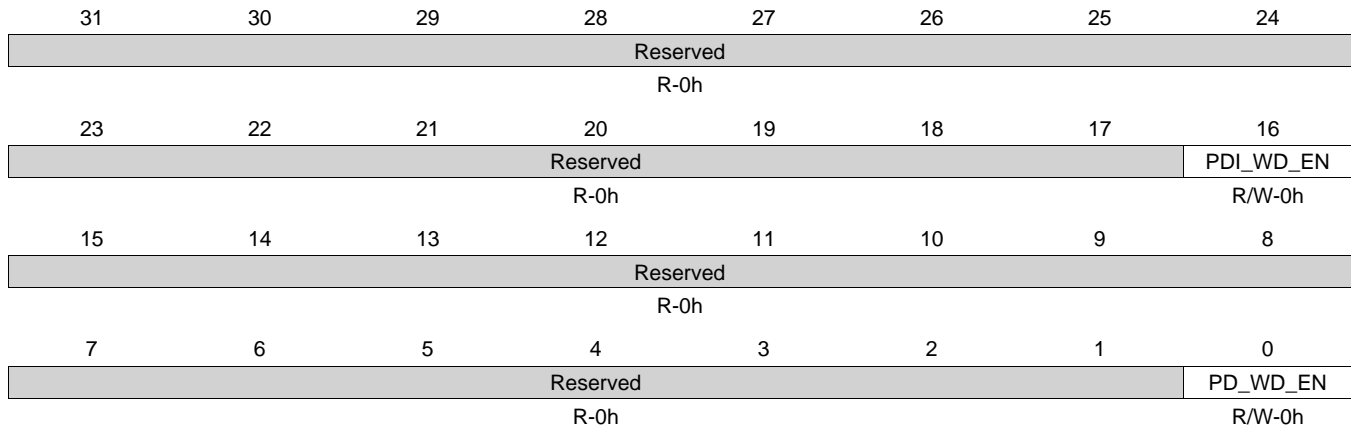 31 30 29 28 27 26 25 24
Reserved
R-0h
23 22 21 20 19 18 17 16
Reserved PDI_WD_EN
R-0h R/W-0h
15 14 13 12 11 10 9 8
Reserved
R-0h
7 6 5 4 3 2 1 0
Reserved PD_WD_EN
R-0h R/W-0h